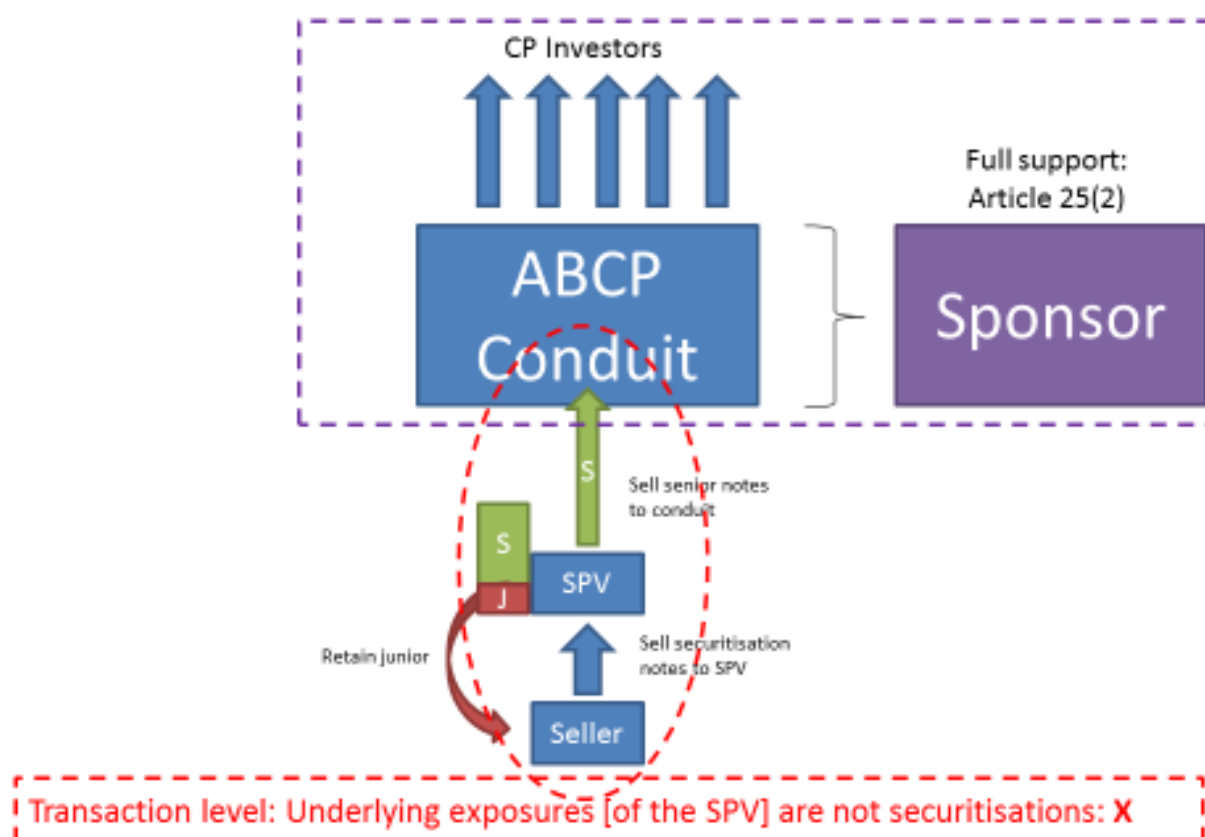 CP Investors
Full support:
Article 25(2)
ABCP
Conduit
Sponsor
S
Sell senior notes
to conduit
S
J
SPV
Retain junior
Sell securitisation
notes to SPV
Seller
Transaction level: Underlying exposures [of the SPV] are not securitisations: X